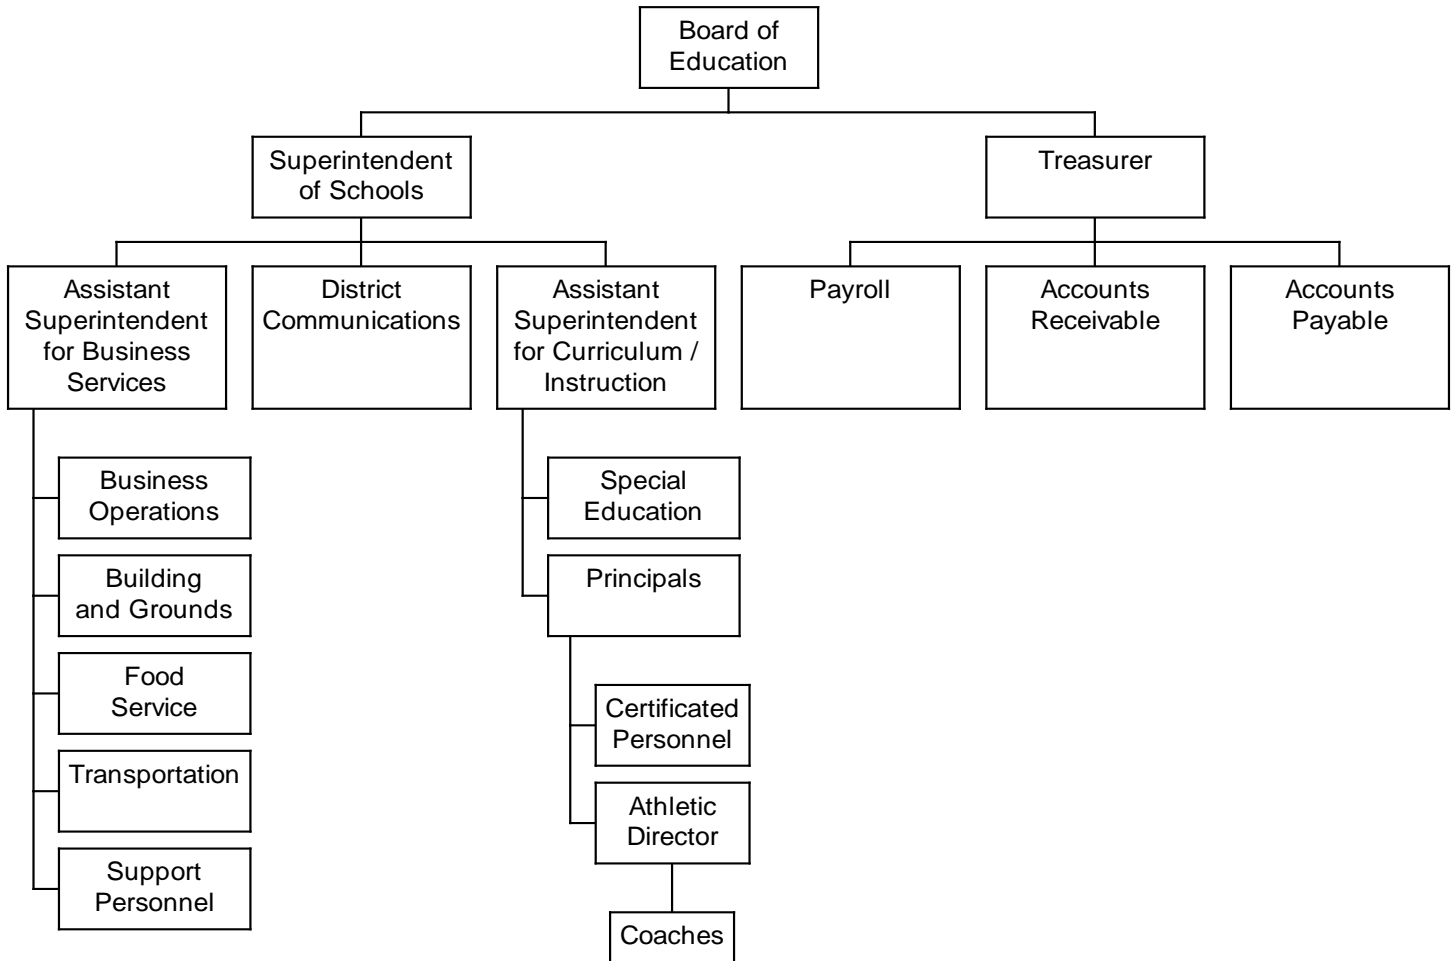 Board of
Education
Superintendent
of Schools
Treasurer
Assistant
Superintendent
for Business
Services
District
Communications
Assistant
Superintendent
for Curriculum /
Instruction
Payroll
Accounts
Receivable
Accounts
Payable
Business
Operations
Building
and Grounds
Food
Service
Transportation
Support
Personnel
Special
Education
Principals
Certificated
Personnel
Athletic
Director
Coaches